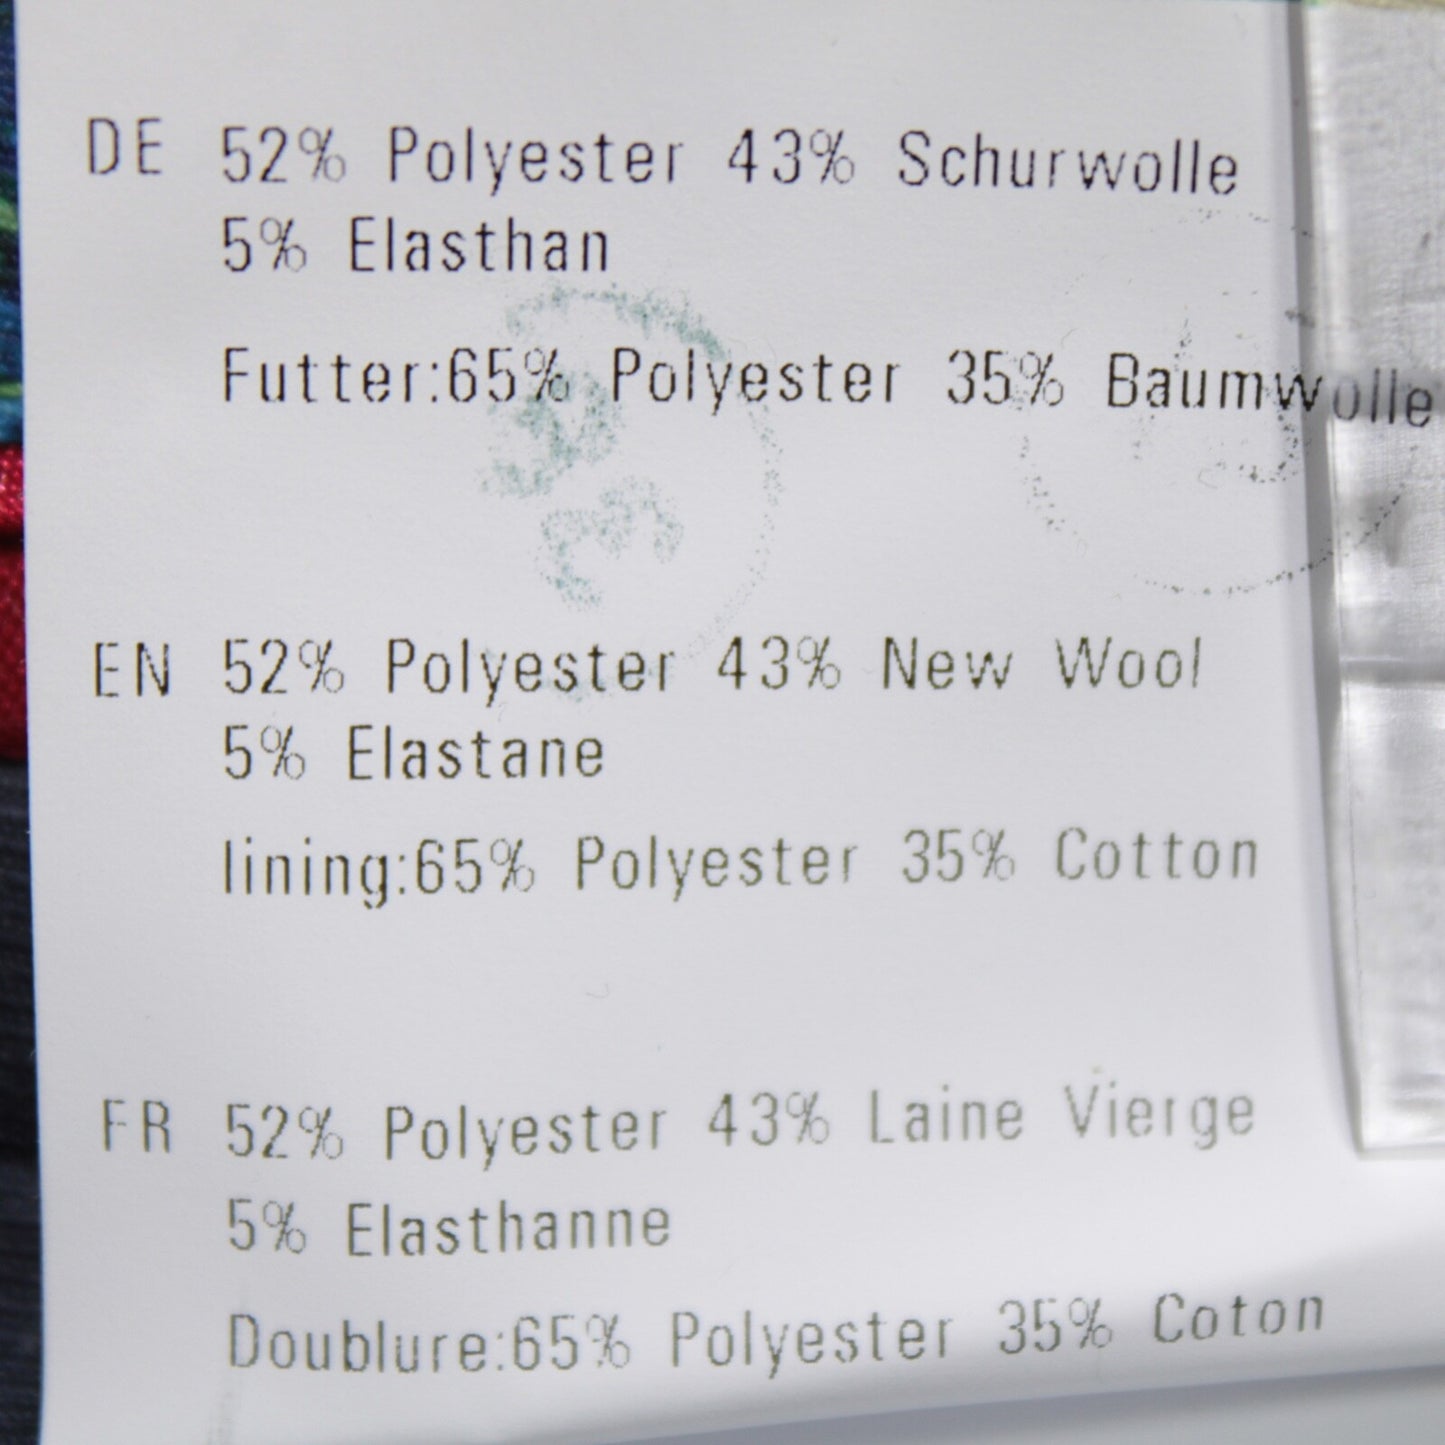 DE 52% Polyester 43% Schurwolle
5% Elasthan
Futter:65% Polyester 35% Baumwolle
EN 52% Polyester 43% New Wool
5% Elastane
lining:65% Polyester 35% Cotton
FR 52% Polyester 43% Laine Vierge
5% Elasthanne
Doublure:65% Polyester 35% Coton